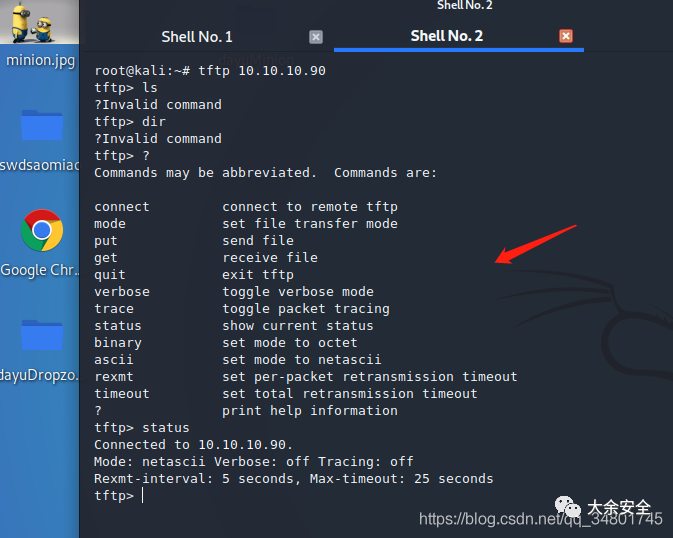 Shell No. 2
Shell No. 1
Shell No. 2
minion.jpg
swdsaomiao
Google Chr...
dayuDropzo...
root@kali:~# tftp 10.10.10.90
tftp> ls
?Invalid command
tftp> dir
?Invalid command
tftp> ?
Commands may be abbreviated.  Commands are:
connect         connect to remote tftp
mode            set file transfer mode
put             send file
get             receive file
quit            exit tftp
verbose         toggle verbose mode
trace           toggle packet tracing
status          show current status
binary          set mode to octet
ascii           set mode to netascii
rexmt           set per-packet retransmission timeout
timeout         set total retransmission timeout
?               print help information
tftp> status
Connected to 10.10.10.90.
Mode: netascii Verbose: off Tracing: off
Rexmt-interval: 5 seconds, Max-timeout: 25 seconds
tftp>
大余安全
https://blog.csdn.net/qq_34801745